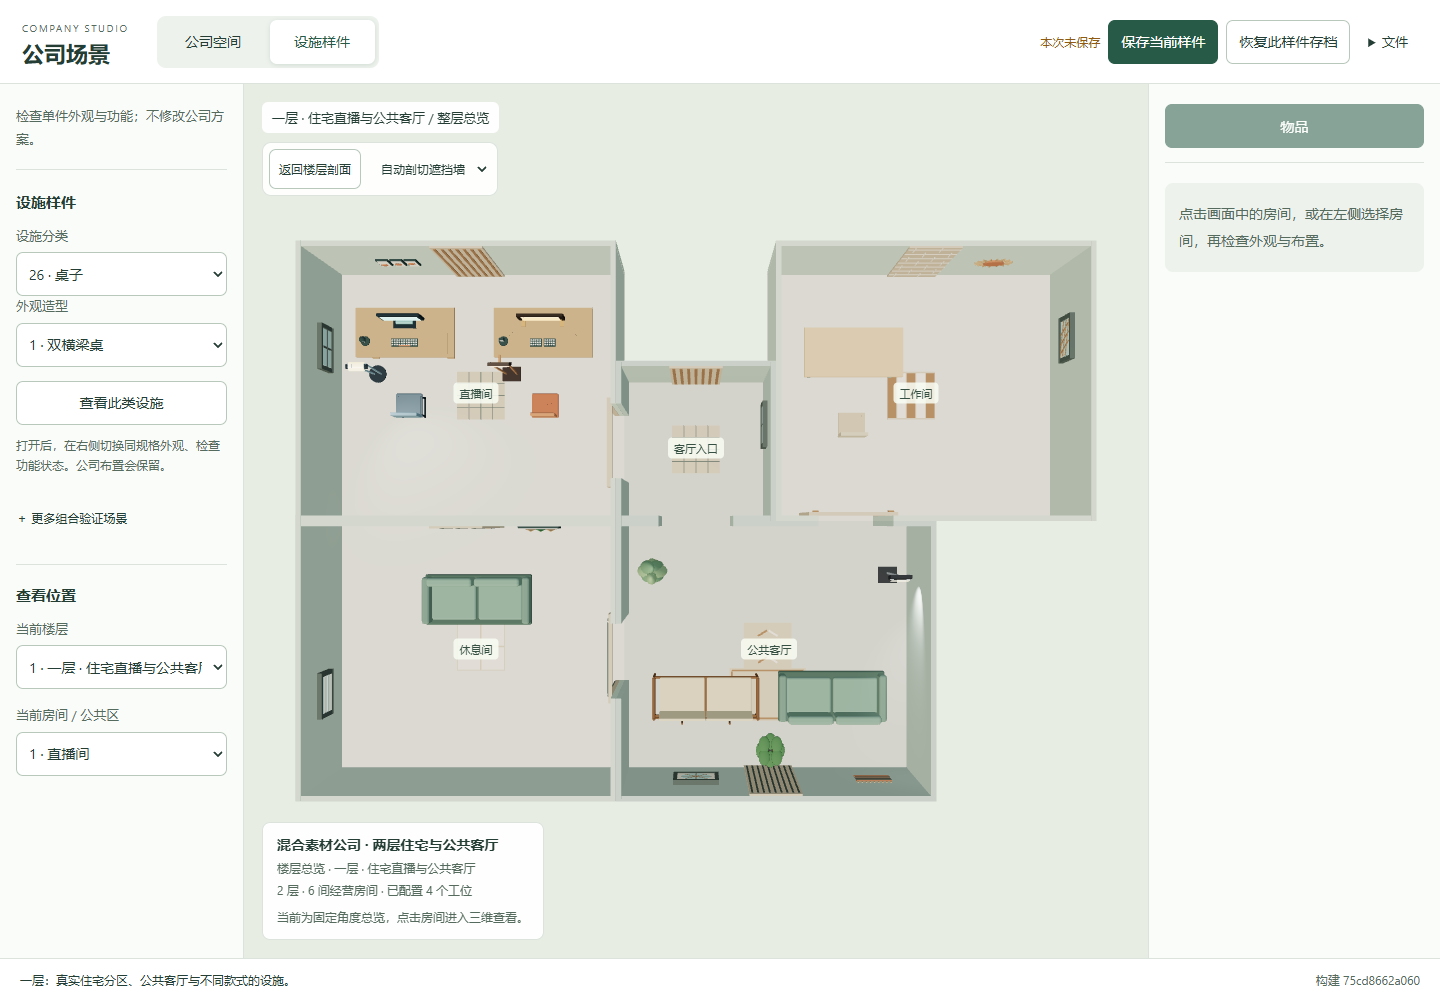 COMPANY STUDIO
公司场景
公司空间
设施样件
本次未保存
保存当前样件
恢复此样件存档
▶ 文件
检查单件外观与功能；不修改公司方
案。
设施样件
设施分类
26 · 桌子
外观造型
1 · 双横梁桌
查看此类设施
打开后，在右侧切换同规格外观、检查
功能状态。公司布置会保留。
+ 更多组合验证场景
查看位置
当前楼层
1 · 一层 · 住宅直播与公共客厅
当前房间 / 公共区
1 · 直播间
一层 · 住宅直播与公共客厅 / 整层总览
返回楼层剖面
自动剖切遮挡墙
直播间
客厅入口
工作间
休息间
公共客厅
混合素材公司 · 两层住宅与公共客厅
楼层总览 · 一层 · 住宅直播与公共客厅
2 层 · 6 间经营房间 · 已配置 4 个工位
当前为固定角度总览，点击房间进入三维查看。
物品
点击画面中的房间，或在左侧选择房
间，再检查外观与布置。
一层：真实住宅分区、公共客厅与不同款式的设施。
构建 75cd8662a060